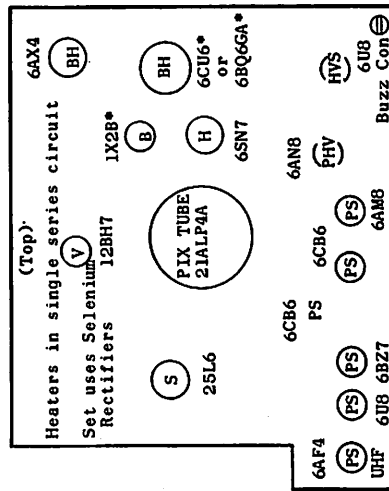 (Top)
6AX4
Heaters in single series circuit
BH
V
Set uses Selenium
Rectifiers
12BH7
1X2B*
B
BH
S
PIX TUBE
21ALP4A
H
6CU6*
or
6BQ6GA*
25L6
6SN7
6CB6
PS
6AN8
PHV
HVS
6AF4
6CB6
PS
PS
PS
PS
PS
6U8
UHF
6U8
6BZ7
6AM8
Buzz Con